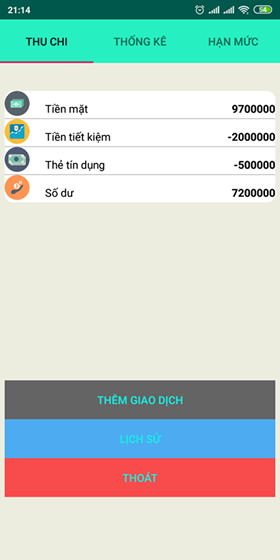 21:14
54
THU CHI THỐNG KÊ HẠN MỨC
Tiền mặt 9700000
Tiền tiết kiệm -2000000
Thẻ tín dụng -500000
Số dư 7200000
THÊM GIAO DỊCH
LỊCH SỬ
THOÁT